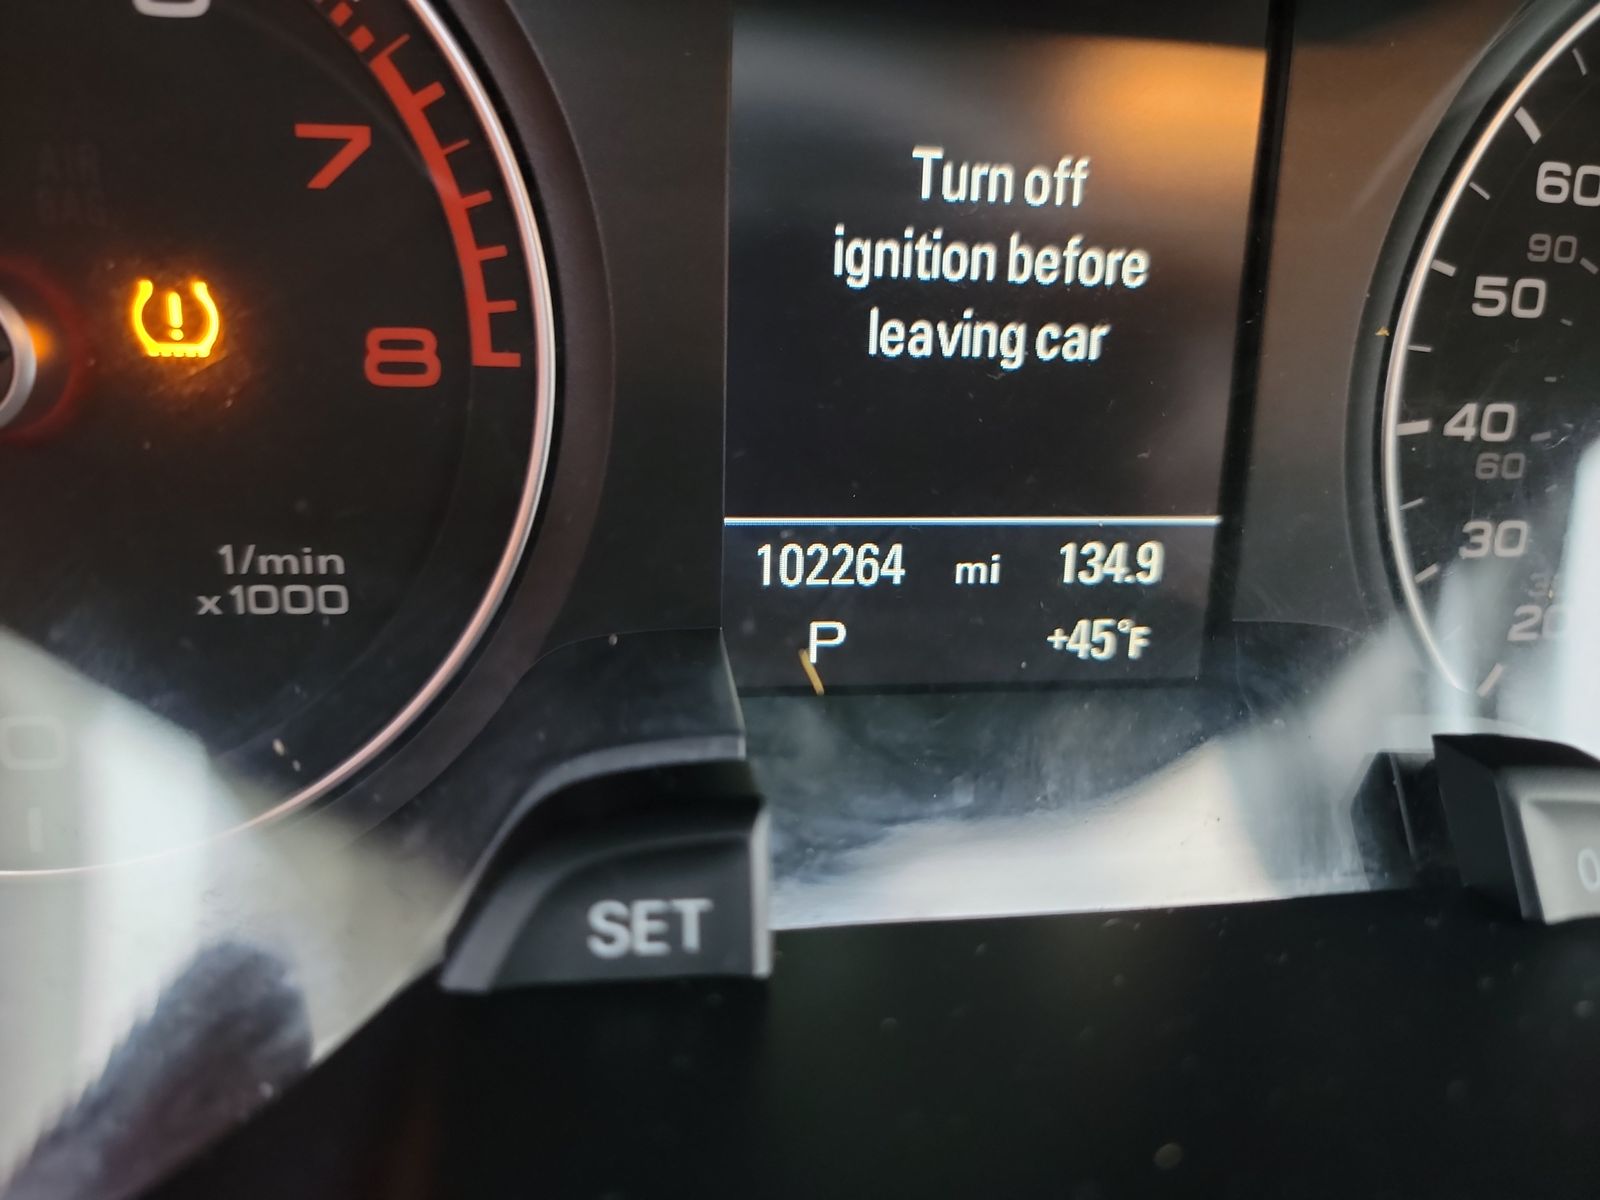 7
8
1/min
x1000
Turn off
ignition before
leaving car
102264 mi 134.9
P +45°F
60
90
50
40
60
30
20
SET